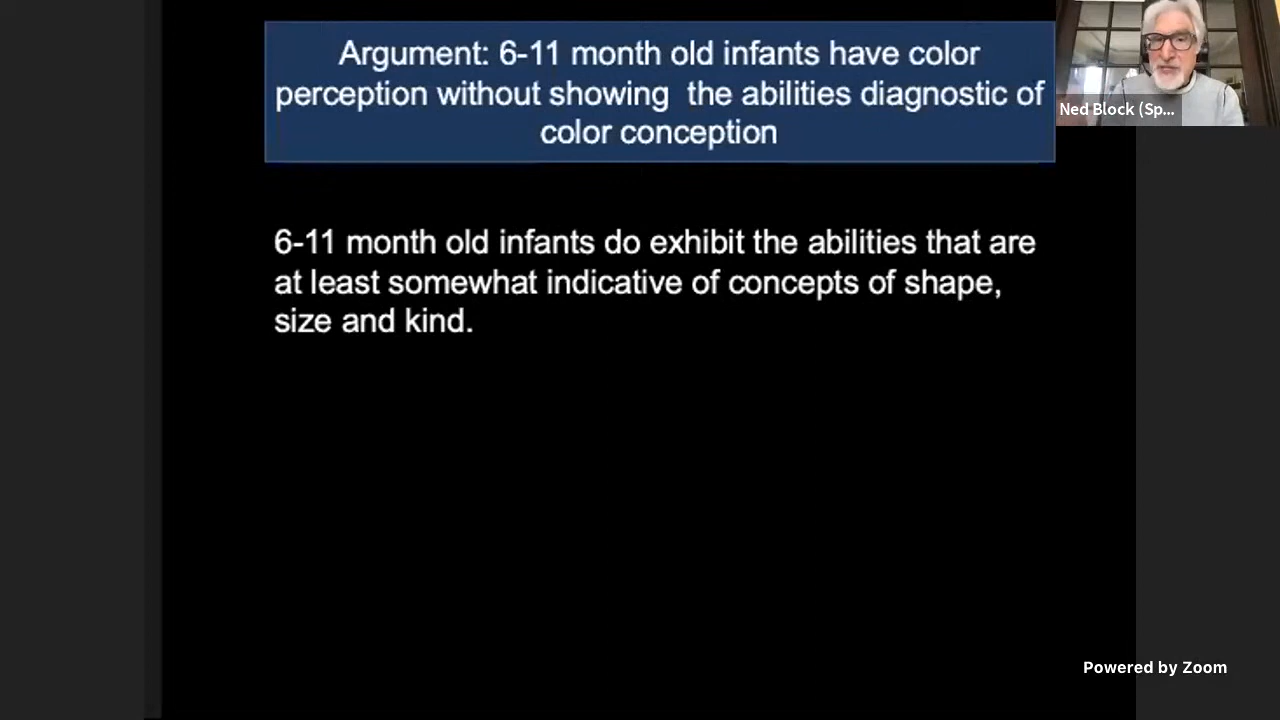 Argument: 6-11 month old infants have color
perception without showing  the abilities diagnostic of
color conception
Ned Block (Sp...
6-11 month old infants do exhibit the abilities that are
at least somewhat indicative of concepts of shape,
size and kind.
Powered by Zoom